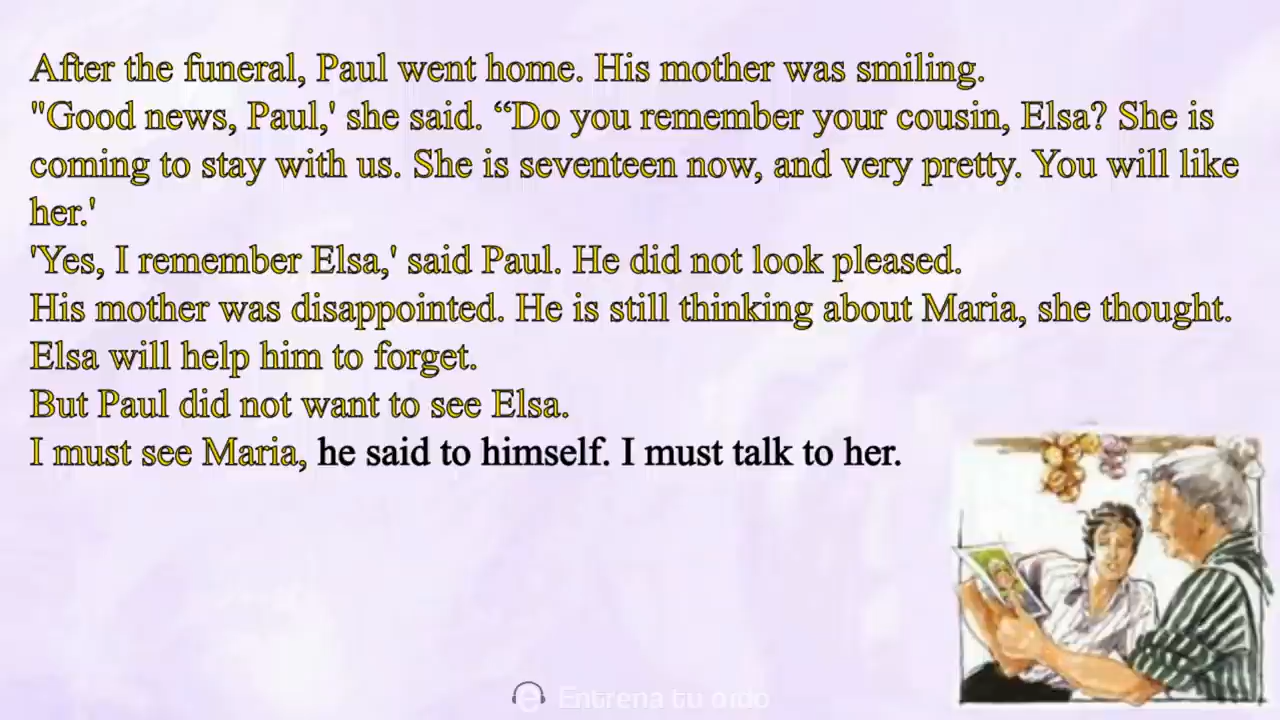 After the funeral, Paul went home. His mother was smiling.
"Good news, Paul,' she said. “Do you remember your cousin, Elsa? She is
coming to stay with us. She is seventeen now, and very pretty. You will like
her.'
'Yes, I remember Elsa,' said Paul. He did not look pleased.
His mother was disappointed. He is still thinking about Maria, she thought.
Elsa will help him to forget.
But Paul did not want to see Elsa.
I must see Maria, he said to himself. I must talk to her.
Entrena tu oído